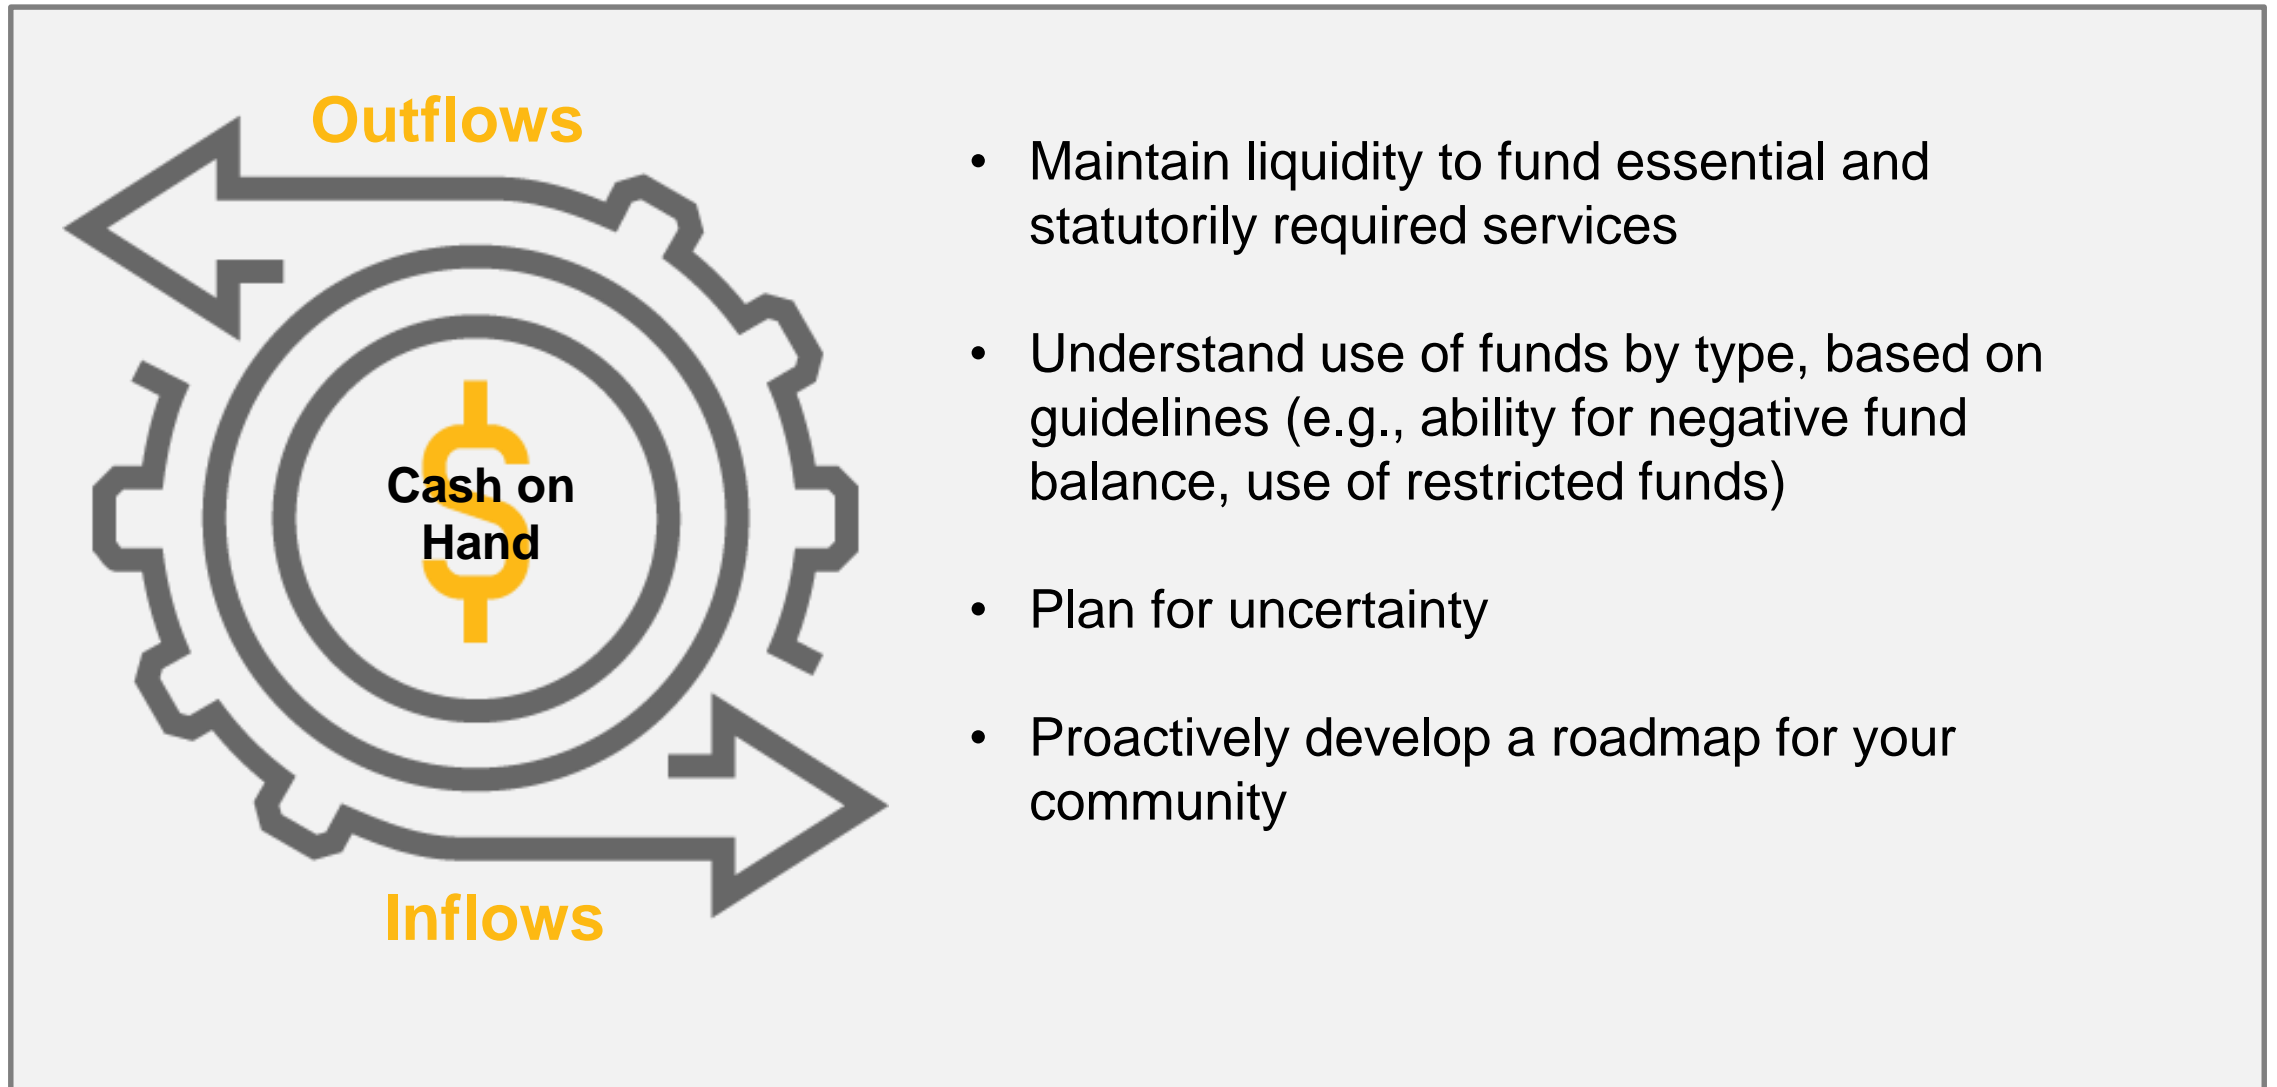 Outflows
Cash on
Hand
Inflows
• Maintain liquidity to fund essential and
statutorily required services
• Understand use of funds by type, based on
guidelines (e.g., ability for negative fund
balance, use of restricted funds)
• Plan for uncertainty
• Proactively develop a roadmap for your
community